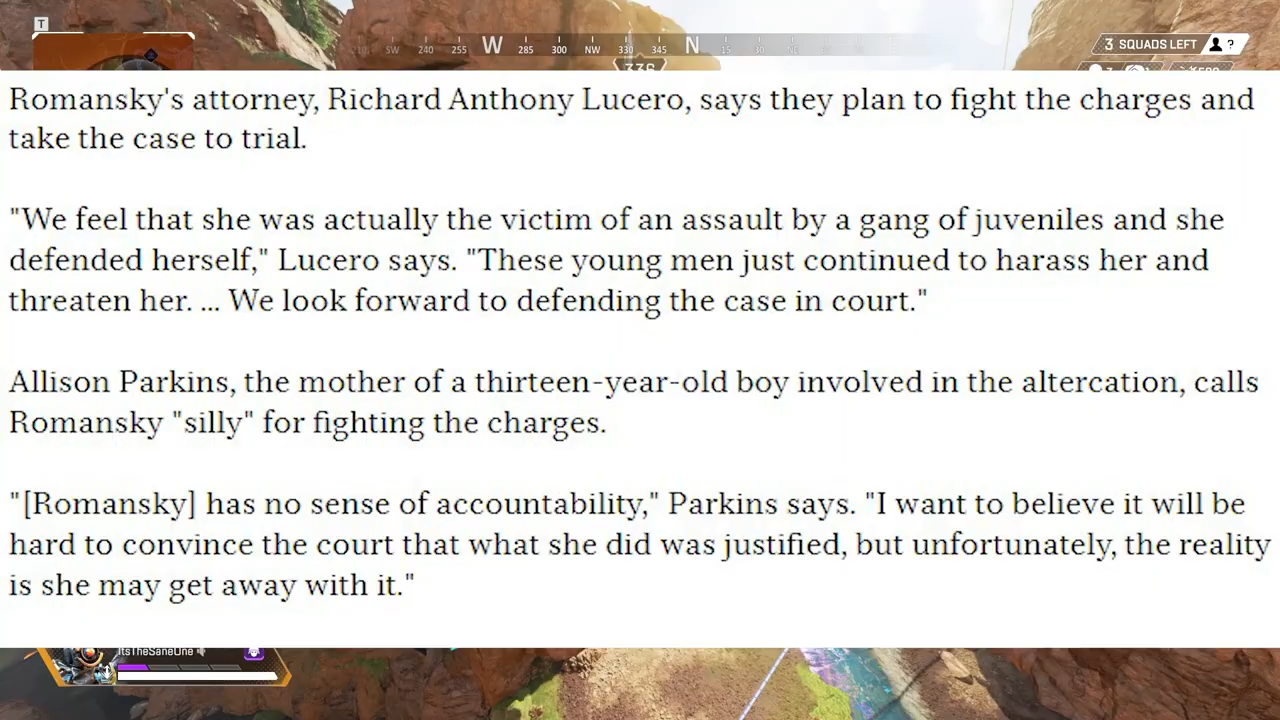 T
SW 240 255 W 285 300 NW 330 345 N 15 30 NE
3 SQUADS LEFT ?
336
Romansky's attorney, Richard Anthony Lucero, says they plan to fight the charges and
take the case to trial.
"We feel that she was actually the victim of an assault by a gang of juveniles and she
defended herself," Lucero says. "These young men just continued to harass her and
threaten her. ... We look forward to defending the case in court."
Allison Parkins, the mother of a thirteen-year-old boy involved in the altercation, calls
Romansky "silly" for fighting the charges.
"[Romansky] has no sense of accountability," Parkins says. "I want to believe it will be
hard to convince the court that what she did was justified, but unfortunately, the reality
is she may get away with it."
ItsTheSaneOne